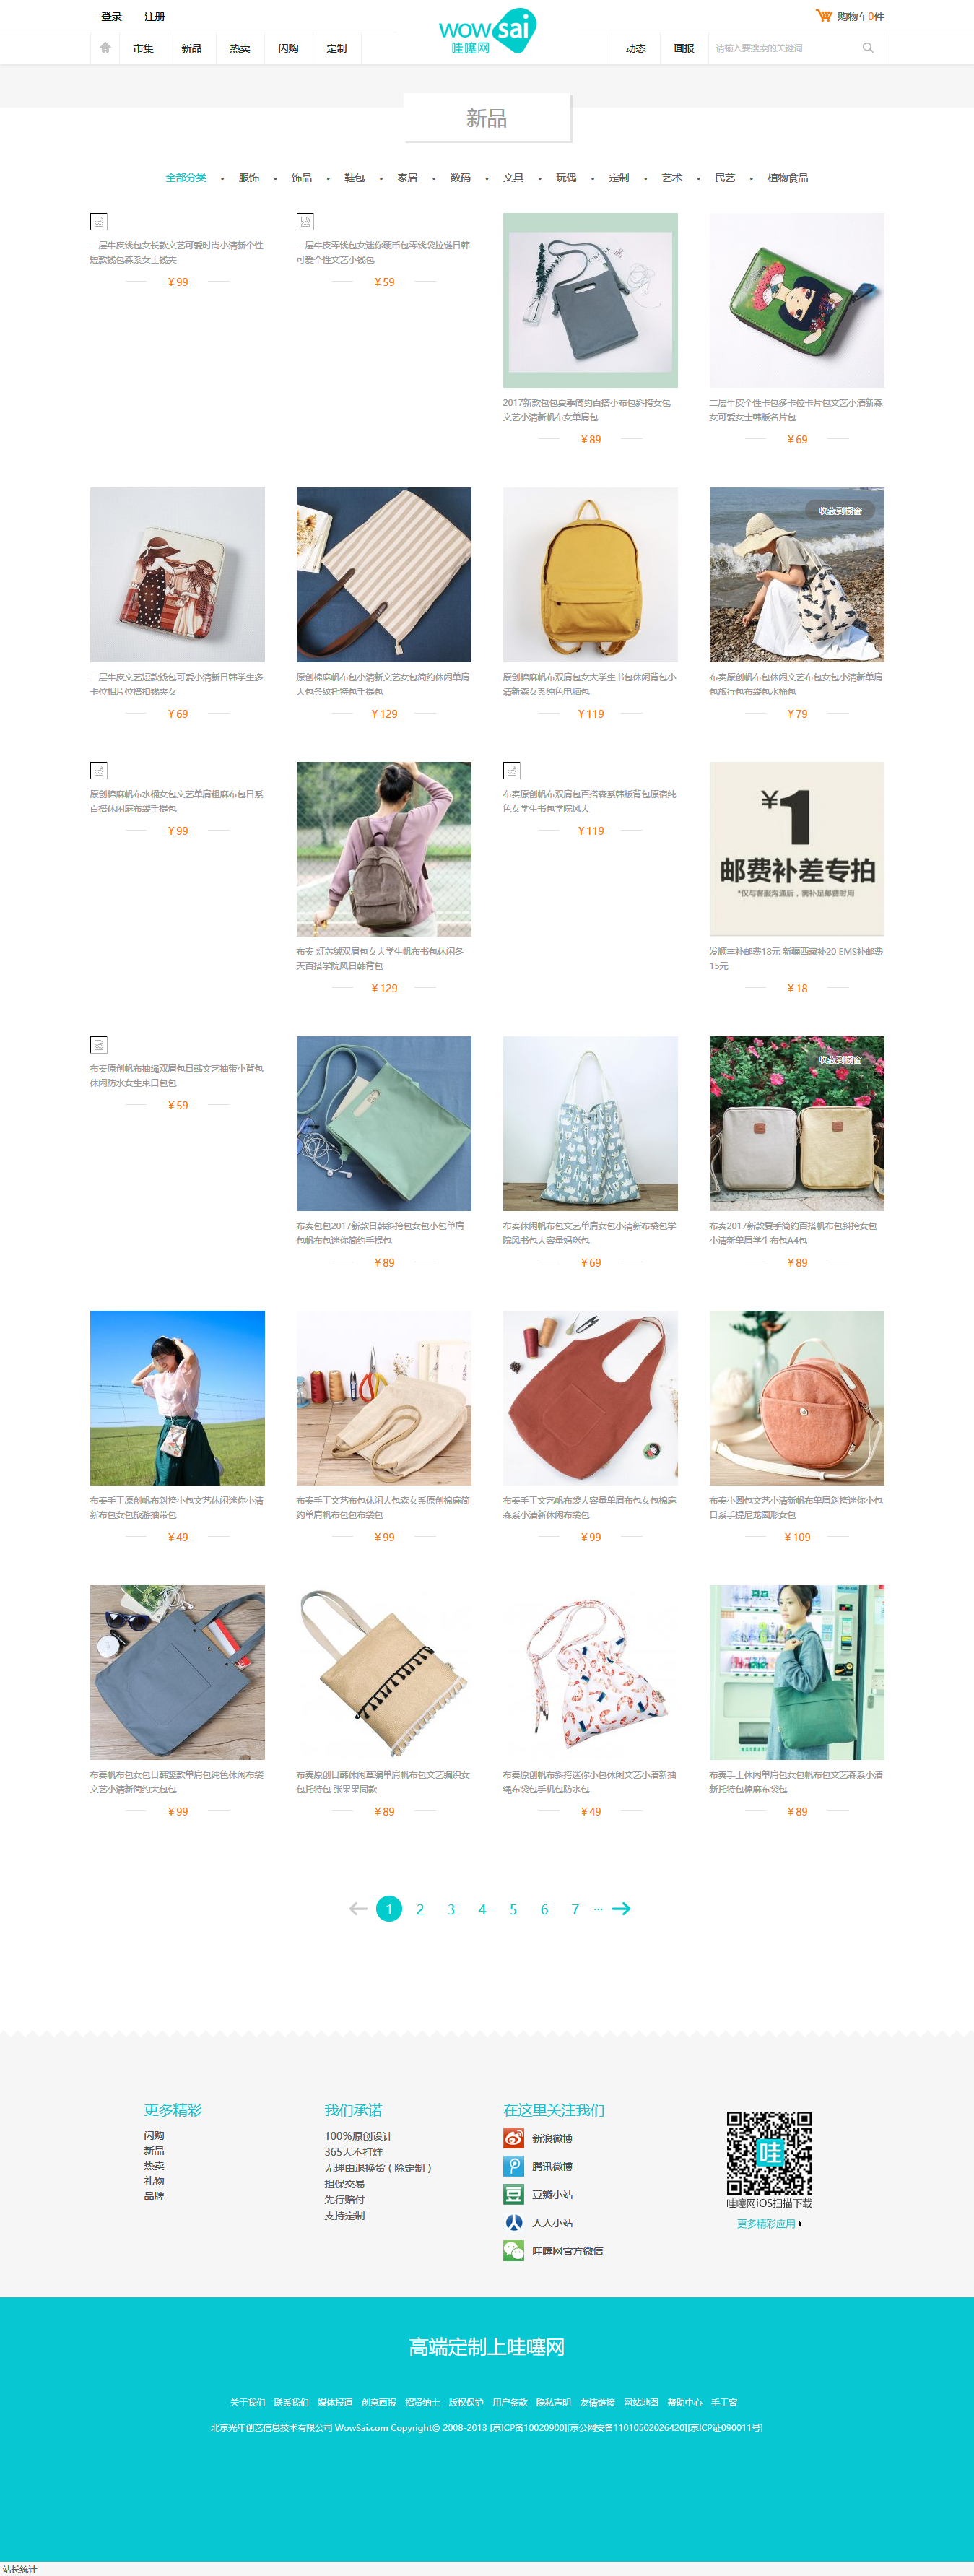 登录 注册
购物车0件
wow sai
哇噻网
市集 新品 热卖 闪购 定制
动态 画报 请输入要搜索的关键词
新品
全部分类 • 服饰 • 饰品 • 鞋包 • 家居 • 数码 • 文具 • 玩偶 • 定制 • 艺术 • 民艺 • 植物食品
二层牛皮钱包女长款文艺可爱时尚小清新个性
短款钱包森系女士钱夹
¥99
二层牛皮零钱包女迷你硬币包零钱袋拉链日韩
可爱个性文艺小钱包
¥59
2017新款包包夏季简约百搭小布包斜挎女包
文艺小清新帆布女单肩包
¥89
二层牛皮个性卡包多卡位卡片包文艺小清新森
女可爱女士韩版名片包
¥69
二层牛皮文艺短款钱包可爱小清新日韩学生多
卡位相片位搭扣钱夹女
¥69
原创棉麻帆布包小清新文艺女包简约休闲单肩
大包条纹托特包手提包
¥129
原创棉麻帆布双肩包女大学生书包休闲背包小
清新森女系纯色电脑包
¥119
收藏到橱窗
布奏原创帆布包休闲文艺布包女包小清新单肩
包旅行包布袋包水桶包
¥79
原创棉麻帆布水桶女包文艺单肩粗麻布包日系
百搭休闲麻布袋手提包
¥99
布奏 灯芯绒双肩包女大学生帆布书包休闲冬
天百搭学院风日韩背包
¥129
布奏原创帆布双肩包百搭森系韩版背包原宿纯
色女学生书包学院风大
¥119
¥1
邮费补差专拍
*仅与客服沟通后，需补足邮费时用
发顺丰补邮费18元 新疆西藏补20 EMS补邮费
15元
¥18
布奏原创帆布抽绳双肩包日韩文艺抽带小背包
休闲防水女生束口包包
¥59
布奏包包2017新款日韩斜挎包女包小包单肩
包帆布包迷你简约手提包
¥89
布奏休闲帆布包文艺单肩女包小清新布袋包学
院风书包大容量妈咪包
¥69
收藏到橱窗
布奏2017新款夏季简约百搭帆布包斜挎女包
小清新单肩学生布包A4包
¥89
布奏手工原创帆布斜挎小包文艺休闲迷你小清
新布包女包旅游抽带包
¥49
布奏手工文艺布包休闲大包森女系原创棉麻简
约单肩帆布包包布袋包
¥99
布奏手工文艺帆布袋大容量单肩布包女包棉麻
森系小清新休闲布袋包
¥99
布奏小圆包文艺小清新帆布单肩斜挎迷你小包
日系手提尼龙圆形女包
¥109
布奏帆布包女包日韩竖款单肩包纯色休闲布袋
文艺小清新简约大包包
¥99
布奏原创日韩休闲草编单肩帆布包文艺编织女
包托特包 张果果同款
¥89
布奏原创帆布斜挎迷你小包休闲文艺小清新抽
绳布袋包手机包防水包
¥49
布奏手工休闲单肩包女包帆布包文艺森系小清
新托特包棉麻布袋包
¥89
1 2 3 4 5 6 7 ···
更多精彩
闪购
新品
热卖
礼物
品牌
我们承诺
100%原创设计
365天不打烊
无理由退换货（除定制）
担保交易
先行赔付
支持定制
在这里关注我们
新浪微博
腾讯微博
豆瓣小站
人人小站
哇噻网官方微信
哇噻网iOS扫描下载
更多精彩应用
高端定制上哇噻网
关于我们 联系我们 媒体报道 创意画报 招贤纳士 版权保护 用户条款 隐私声明 友情链接 网站地图 帮助中心 手工客
北京光年创艺信息技术有限公司 WowSai.com Copyright© 2008-2013 [京ICP备10020900][京公网安备11010502026420][京ICP证090011号]
站长统计